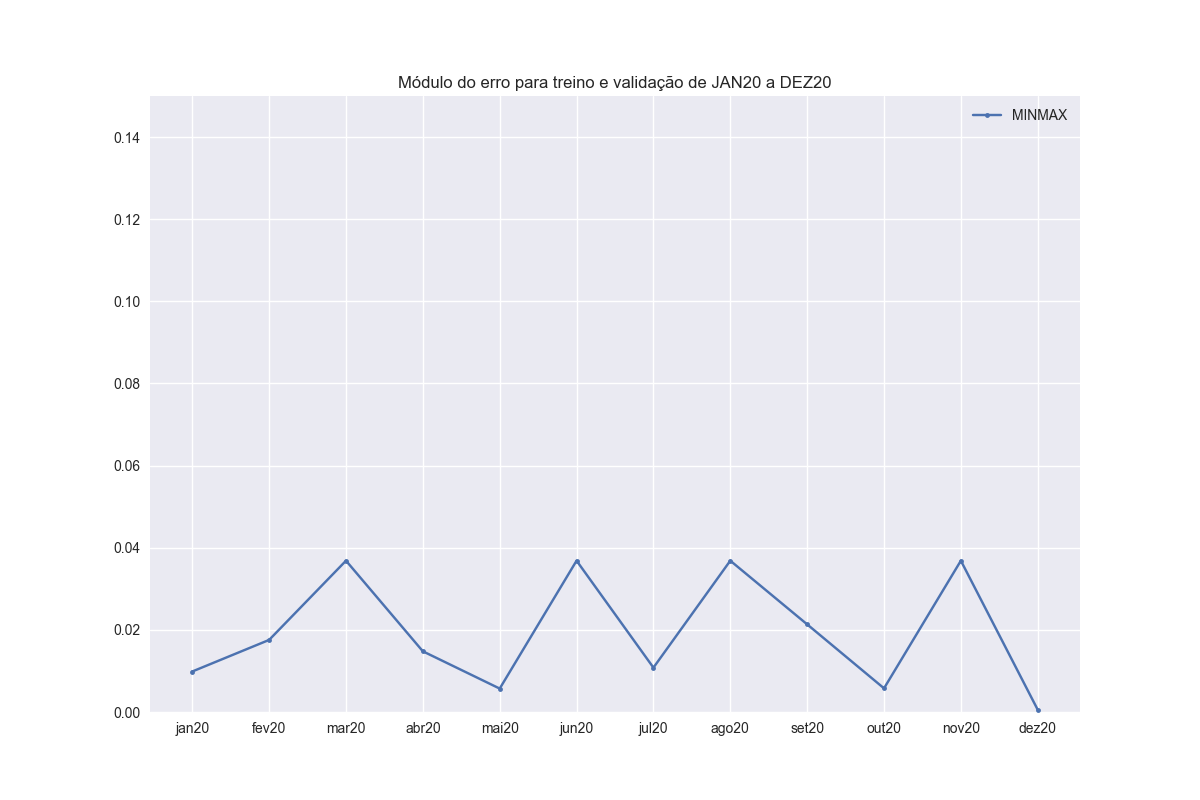 Módulo do erro para treino e validação de JAN20 a DEZ20
MINMAX
0.14
0.12
0.10
0.08
0.06
0.04
0.02
0.00
jan20 fev20 mar20 abr20 mai20 jun20 jul20 ago20 set20 out20 nov20 dez20